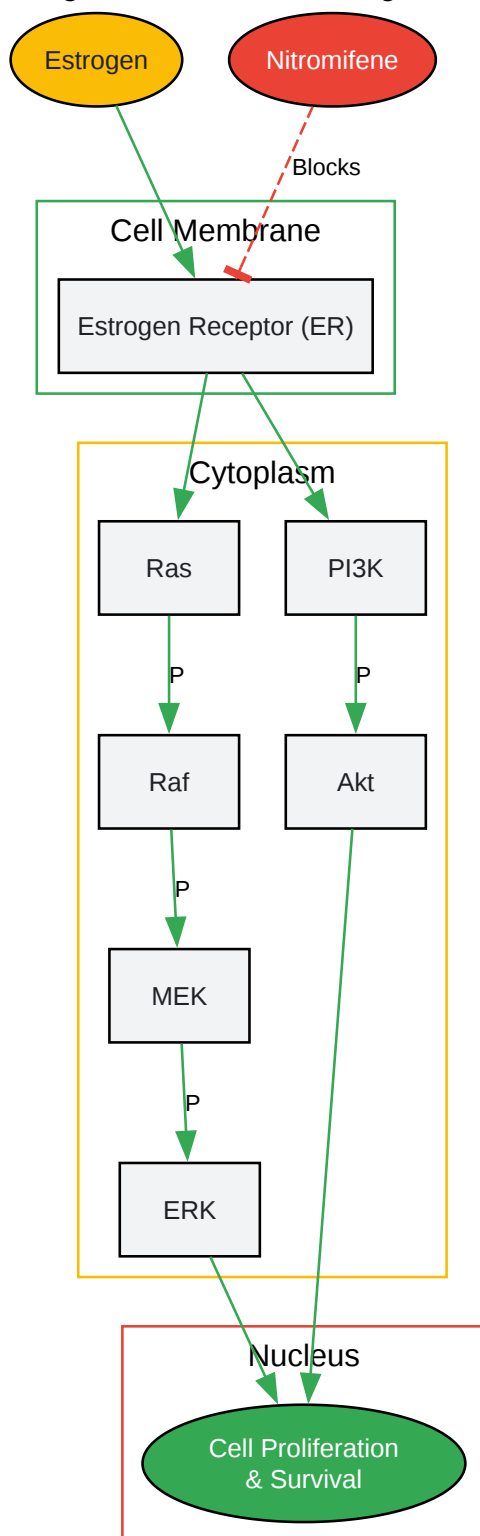 Estrogen
Nitromifene
Blocks
Cell Membrane
Estrogen Receptor (ER)
Cytoplasm
Ras
PI3K
P
P
Raf
Akt
P
MEK
P
ERK
Nucleus
Cell Proliferation
& Survival